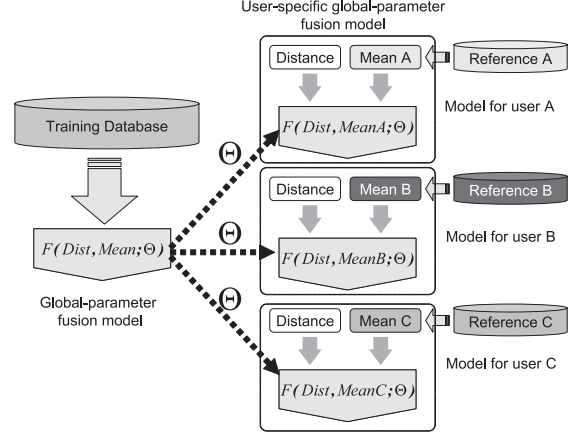 User-specific global-parameter
fusion model
Distance
Mean A
Reference A
F(Dist,MeanA;Θ)
Model for user A
Training Database
Θ
Distance
Mean B
Reference B
Θ
F(Dist,Mean;Θ)
F(Dist,MeanB;Θ)
Model for user B
Global-parameter
fusion model
Θ
Distance
Mean C
Reference C
F(Dist,MeanC;Θ)
Model for user C